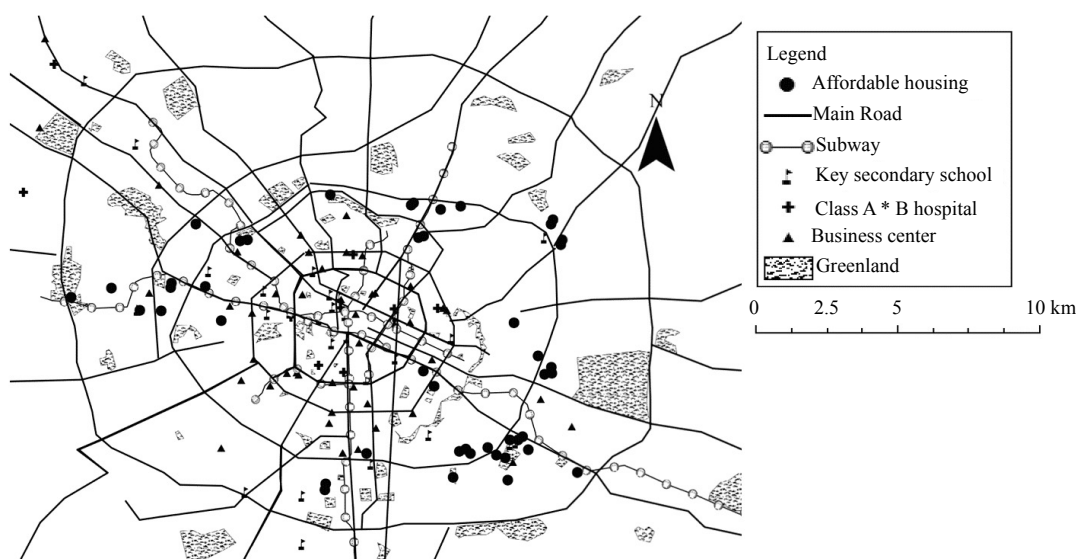 N
Legend
Affordable housing
Main Road
Subway
Key secondary school
Class A * B hospital
Business center
Greenland
0 2.5 5 10 km